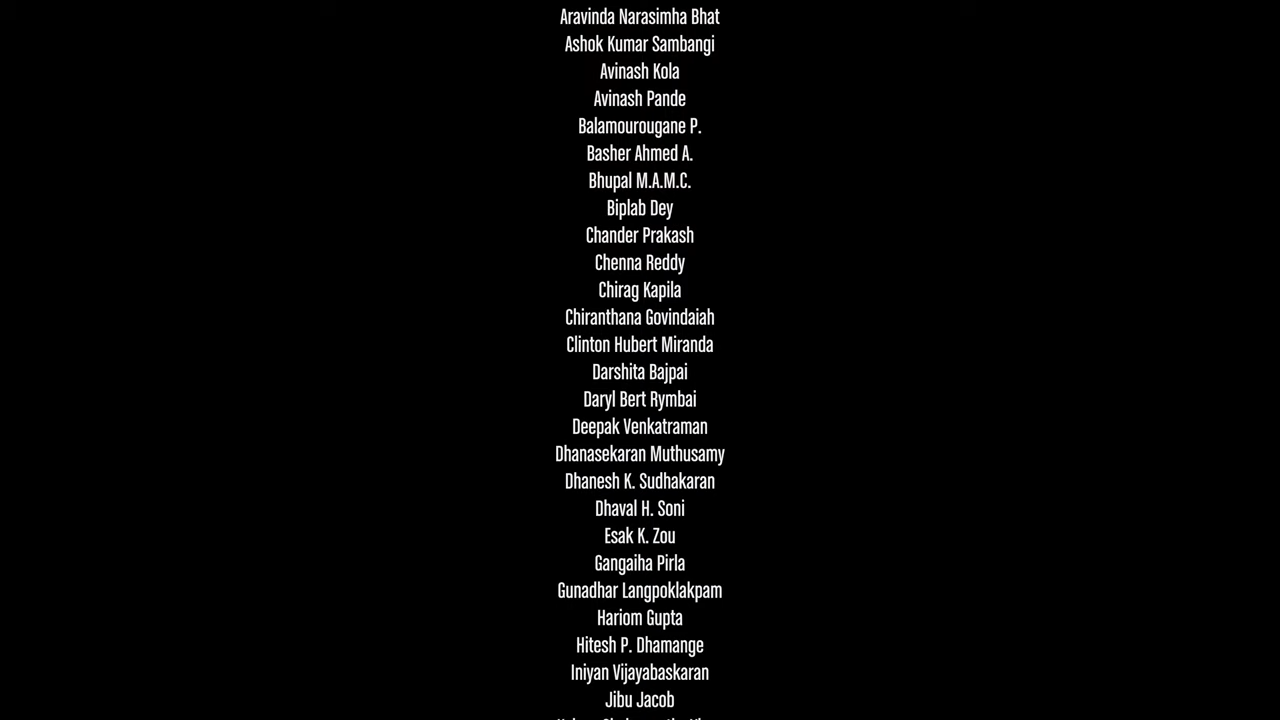 Aravinda Narasimha Bhat
Ashok Kumar Sambangi
Avinash Kola
Avinash Pande
Balamourougane P.
Basher Ahmed A.
Bhupal M.A.M.C.
Biplab Dey
Chander Prakash
Chenna Reddy
Chirag Kapila
Chiranthana Govindaiah
Clinton Hubert Miranda
Darshita Bajpai
Daryl Bert Rymbai
Deepak Venkatraman
Dhanasekaran Muthusamy
Dhanesh K. Sudhakaran
Dhaval H. Soni
Esak K. Zou
Gangaiha Pirla
Gunadhar Langpoklakpam
Hariom Gupta
Hitesh P. Dhamange
Iniyan Vijayabaskaran
Jibu Jacob